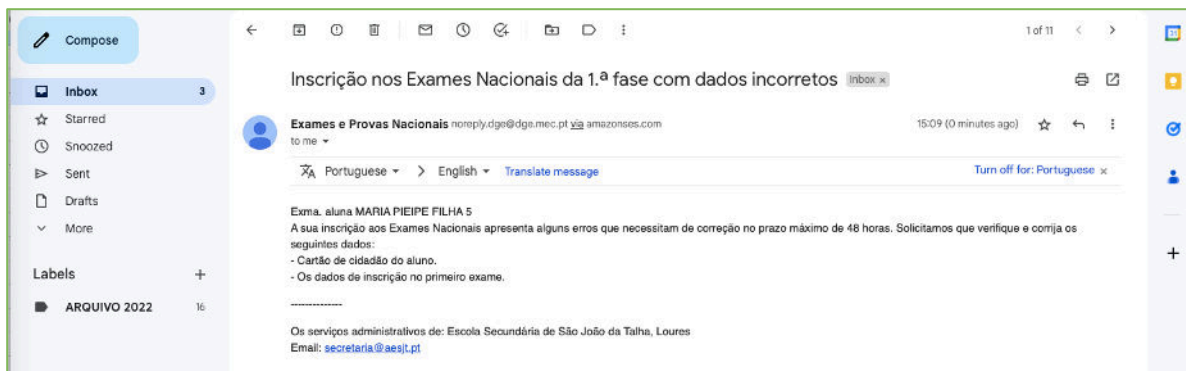 Compose
1 of 11
Inscrição nos Exames Nacionais da 1.ª fase com dados incorretos Inbox ×
Inbox 3
Starred
Snoozed
Sent
Drafts
More
Labels +
ARQUIVO 2022 16
Exames e Provas Nacionais noreply.dge@dge.mec.pt via amazonses.com 15:09 (0 minutes ago)
to me
Portuguese > English Translate message Turn off for: Portuguese ×
Exma. aluna MARIA PIEIPE FILHA 5
A sua inscrição aos Exames Nacionais apresenta alguns erros que necessitam de correção no prazo máximo de 48 horas. Solicitamos que verifique e corrija os
seguintes dados:
- Cartão de cidadão do aluno.
- Os dados de inscrição no primeiro exame.
--------------
Os serviços administrativos de: Escola Secundária de São João da Talha, Loures
Email: secretaria@aesjt.pt
31